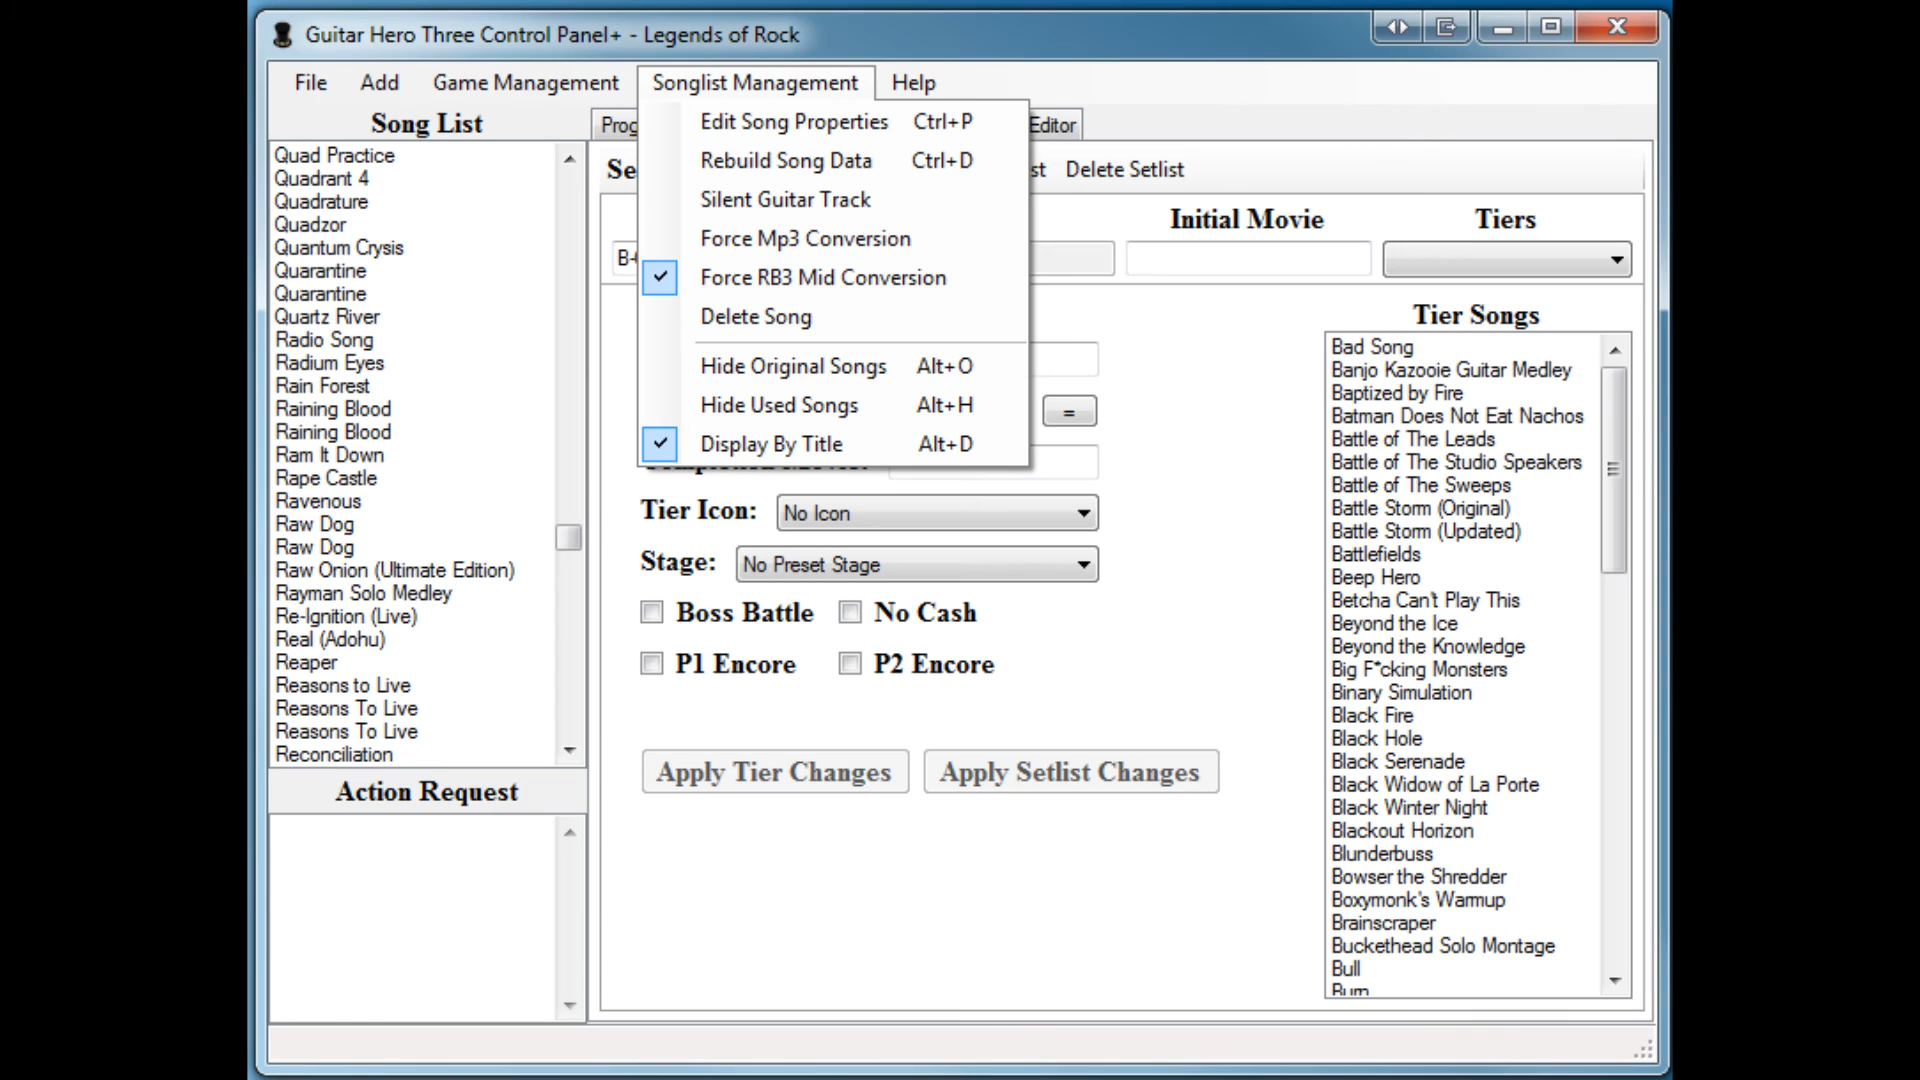 Guitar Hero Three Control Panel+ - Legends of Rock
File Add Game Management Songlist Management Help
Song List
Quad Practice
Quadrant 4
Quadrature
Quadzor
Quantum Crysis
Quarantine
Quarantine
Quartz River
Radio Song
Radium Eyes
Rain Forest
Raining Blood
Raining Blood
Ram It Down
Rape Castle
Ravenous
Raw Dog
Raw Dog
Raw Onion (Ultimate Edition)
Rayman Solo Medley
Re-Ignition (Live)
Real (Adohu)
Reaper
Reasons to Live
Reasons To Live
Reasons To Live
Reconciliation
Action Request
Edit Song Properties Ctrl+P
Rebuild Song Data Ctrl+D
Silent Guitar Track
Force Mp3 Conversion
Force RB3 Mid Conversion
Delete Song
Hide Original Songs Alt+O
Hide Used Songs Alt+H
Display By Title Alt+D
Editor
Delete Setlist
Initial Movie Tiers
=
Tier Icon: No Icon
Stage: No Preset Stage
Boss Battle No Cash
P1 Encore P2 Encore
Apply Tier Changes Apply Setlist Changes
Tier Songs
Bad Song
Banjo Kazooie Guitar Medley
Baptized by Fire
Batman Does Not Eat Nachos
Battle of The Leads
Battle of The Studio Speakers
Battle of The Sweeps
Battle Storm (Original)
Battle Storm (Updated)
Battlefields
Beep Hero
Betcha Can't Play This
Beyond the Ice
Beyond the Knowledge
Big F*cking Monsters
Binary Simulation
Black Fire
Black Hole
Black Serenade
Black Widow of La Porte
Black Winter Night
Blackout Horizon
Blunderbuss
Bowser the Shredder
Boxymonk's Warmup
Brainscraper
Buckethead Solo Montage
Bull
Burn